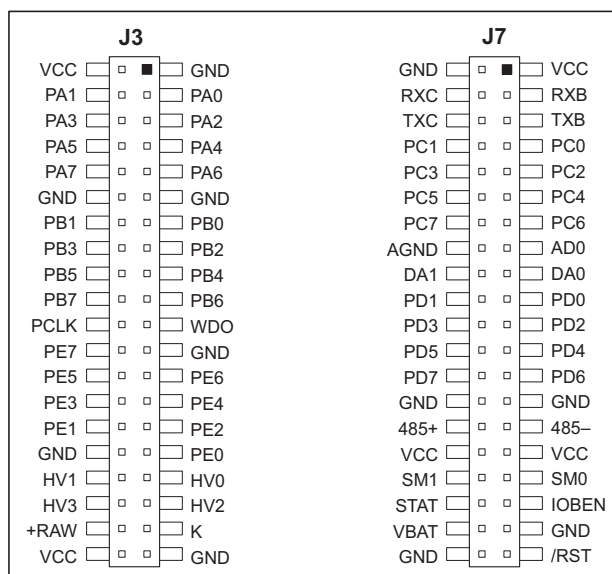 J3 J7
VCC GND GND VCC
PA1 PA0 RXC RXB
PA3 PA2 TXC TXB
PA5 PA4 PC1 PC0
PA7 PA6 PC3 PC2
GND GND PC5 PC4
PB1 PB0 PC7 PC6
PB3 PB2 AGND AD0
PB5 PB4 DA1 DA0
PB7 PB6 PD1 PD0
PCLK WDO PD3 PD2
PE7 GND PD5 PD4
PE5 PE6 PD7 PD6
PE3 PE4 GND GND
PE1 PE2 485+ 485–
GND PE0 VCC VCC
HV1 HV0 SM1 SM0
HV3 HV2 STAT IOBEN
+RAW K VBAT GND
VCC GND GND /RST